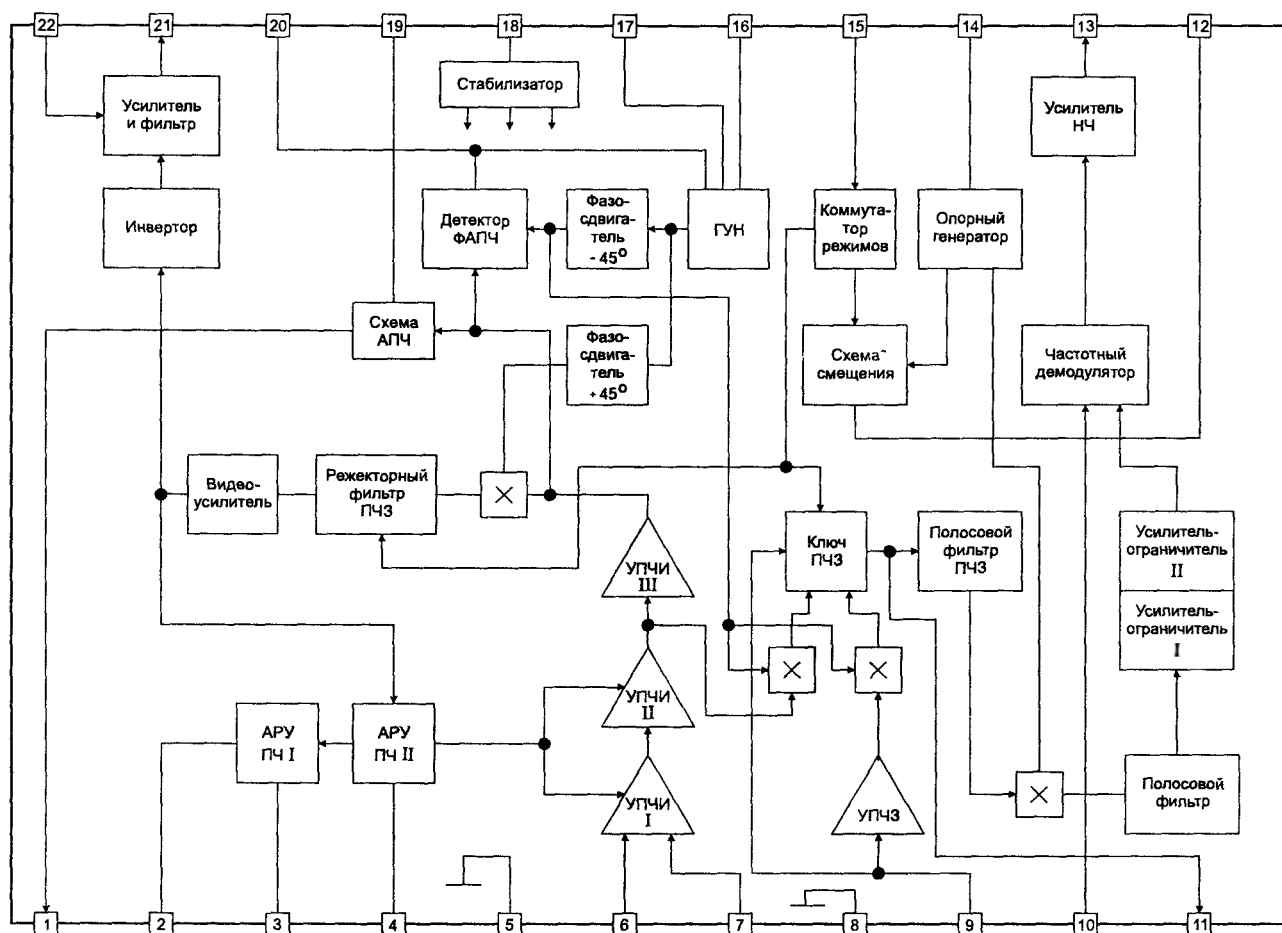 22
21
20
19
18
17
16
15
14
13
12
Стабилизатор
Усилитель
и фильтр
Усилитель
НЧ
Инвертор
Детектор
ФАПЧ
Фазо-
сдвига-
тель
- 45°
ГУН
Коммута-
тор
режимов
Опорный
генератор
Схема
АПЧ
Фазо-
сдвига-
тель
+ 45°
Схема
смещения
Частотный
демодулятор
Видео-
усилитель
Режекторный
фильтр
ПЧЗ
×
УПЧИ
III
Ключ
ПЧЗ
Полосовой
фильтр
ПЧЗ
Усилитель-
ограничитель
II
Усилитель-
ограничитель
I
×
×
УПЧИ
II
АРУ
ПЧ I
АРУ
ПЧ II
УПЧИ
I
УПЧЗ
×
Полосовой
фильтр
1
2
3
4
5
6
7
8
9
10
11